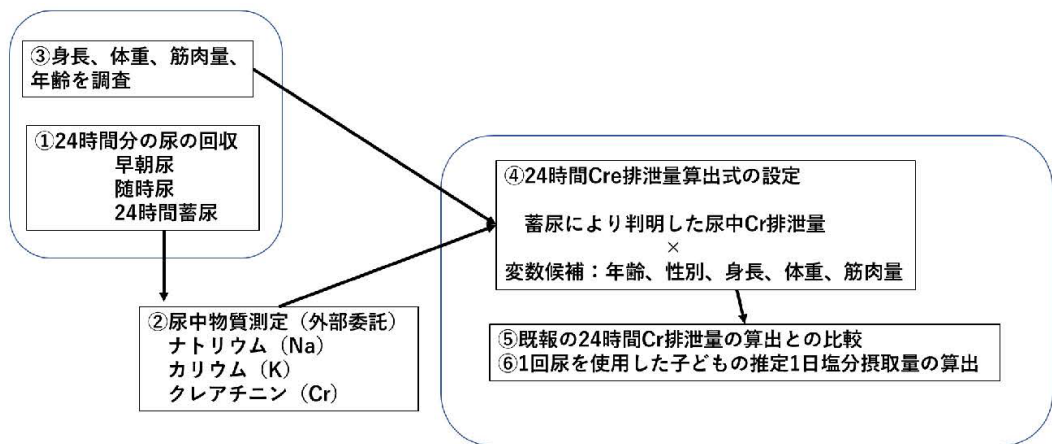 ③身長、体重、筋肉量、
年齢を調査
①24時間分の尿の回収
早朝尿
随時尿
24時間蓄尿
②尿中物質測定（外部委託）
ナトリウム（Na）
カリウム（K）
クレアチニン（Cr）
④24時間Cre排泄量算出式の設定
蓄尿により判明した尿中Cr排泄量
×
変数候補：年齢、性別、身長、体重、筋肉量
⑤既報の24時間Cr排泄量の算出との比較
⑥1回尿を使用した子どもの推定1日塩分摂取量の算出